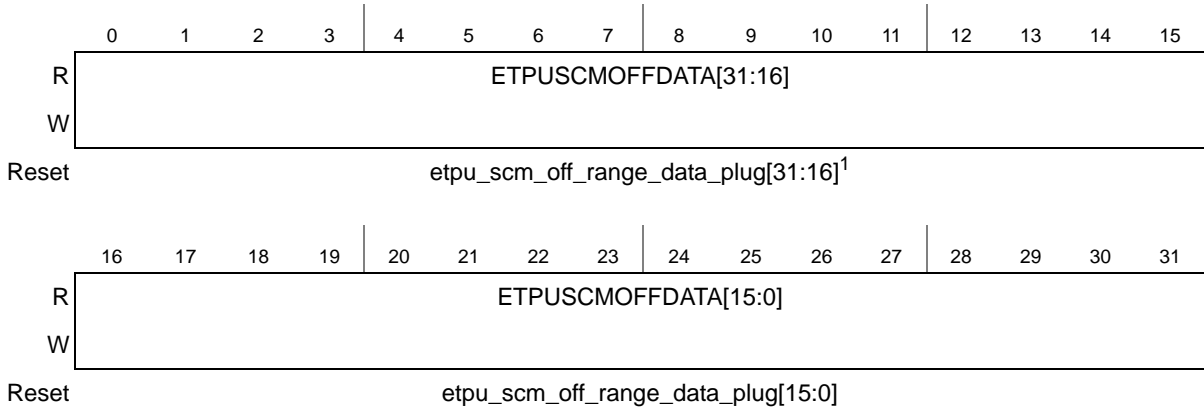 0 1 2 3 4 5 6 7 8 9 10 11 12 13 14 15
R ETPUSCMOFFDATA[31:16]
W
Reset etpu_scm_off_range_data_plug[31:16]1
16 17 18 19 20 21 22 23 24 25 26 27 28 29 30 31
R ETPUSCMOFFDATA[15:0]
W
Reset etpu_scm_off_range_data_plug[15:0]